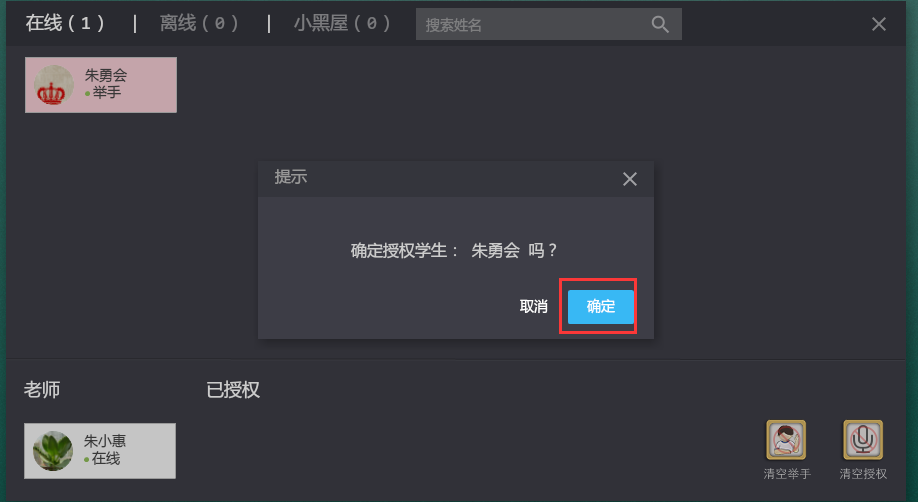 在线（1） | 离线（0） | 小黑屋（0） 搜索姓名
朱勇会
举手
提示
确定授权学生： 朱勇会 吗？
取消 确定
老师 已授权
朱小惠
在线
清空举手 清空授权